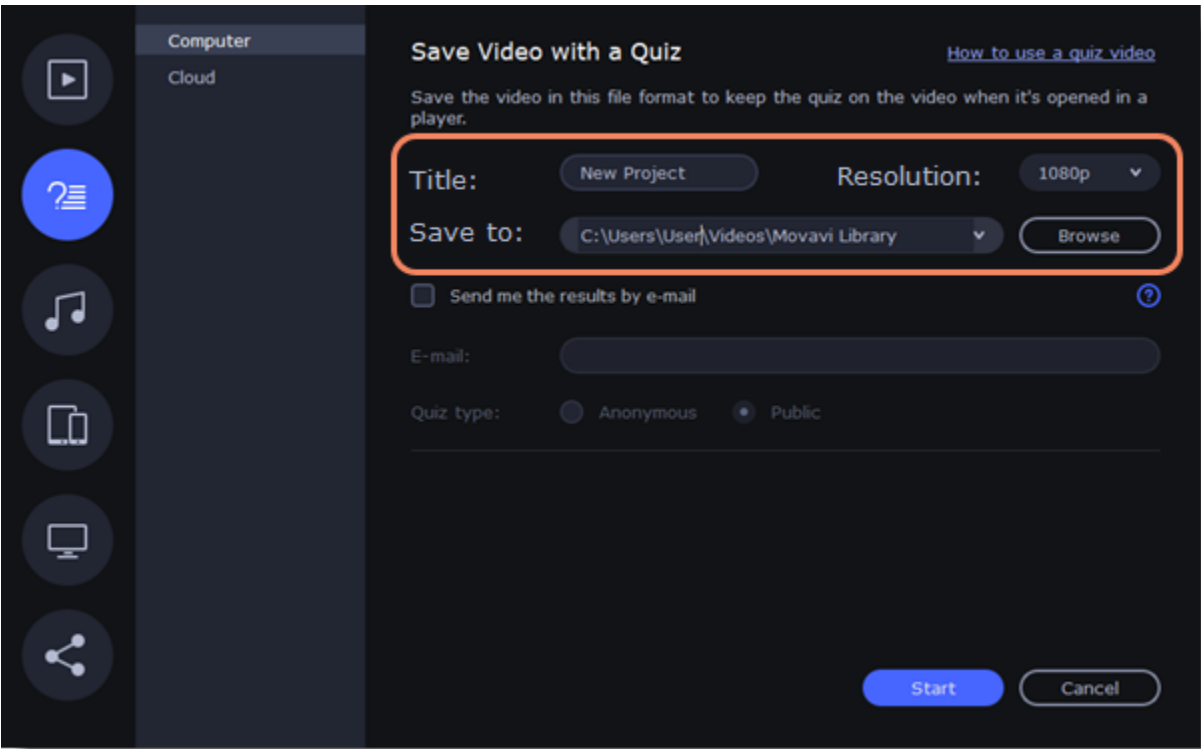 Computer
Cloud
Save Video with a Quiz
How to use a quiz video
Save the video in this file format to keep the quiz on the video when it's opened in a
player.
Title:
New Project
Resolution:
1080p
Save to:
C:\Users\User\Videos\Movavi Library
Browse
Send me the results by e-mail
?
E-mail:
Quiz type:
Anonymous
Public
Start
Cancel